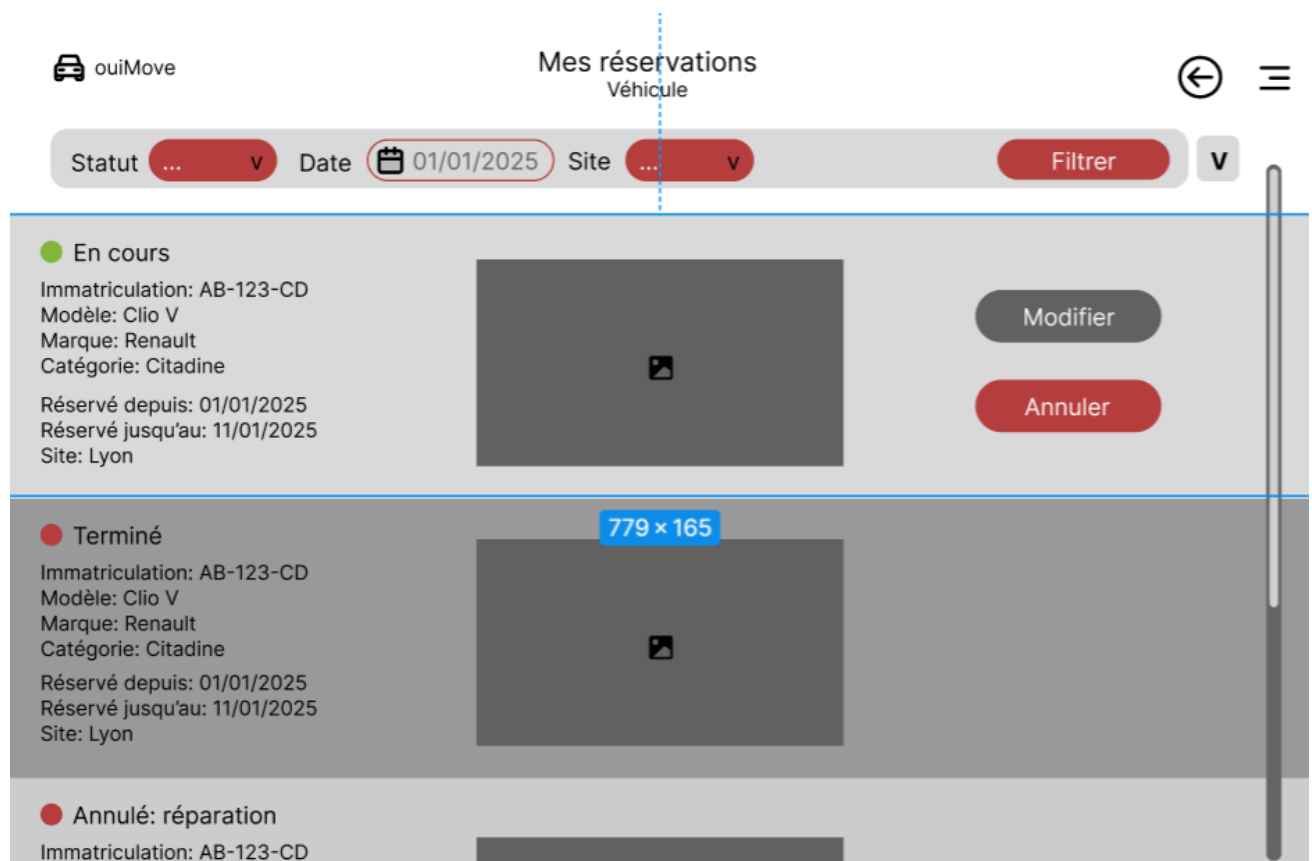 ouiMove
Mes réservations
Véhicule
Statut ... v Date 01/01/2025 Site ... v Filtrer v
En cours
Immatriculation: AB-123-CD
Modèle: Clio V
Marque: Renault
Catégorie: Citadine
Réservé depuis: 01/01/2025
Réservé jusqu'au: 11/01/2025
Site: Lyon
Modifier
Annuler
779 × 165
Terminé
Immatriculation: AB-123-CD
Modèle: Clio V
Marque: Renault
Catégorie: Citadine
Réservé depuis: 01/01/2025
Réservé jusqu'au: 11/01/2025
Site: Lyon
Annulé: réparation
Immatriculation: AB-123-CD